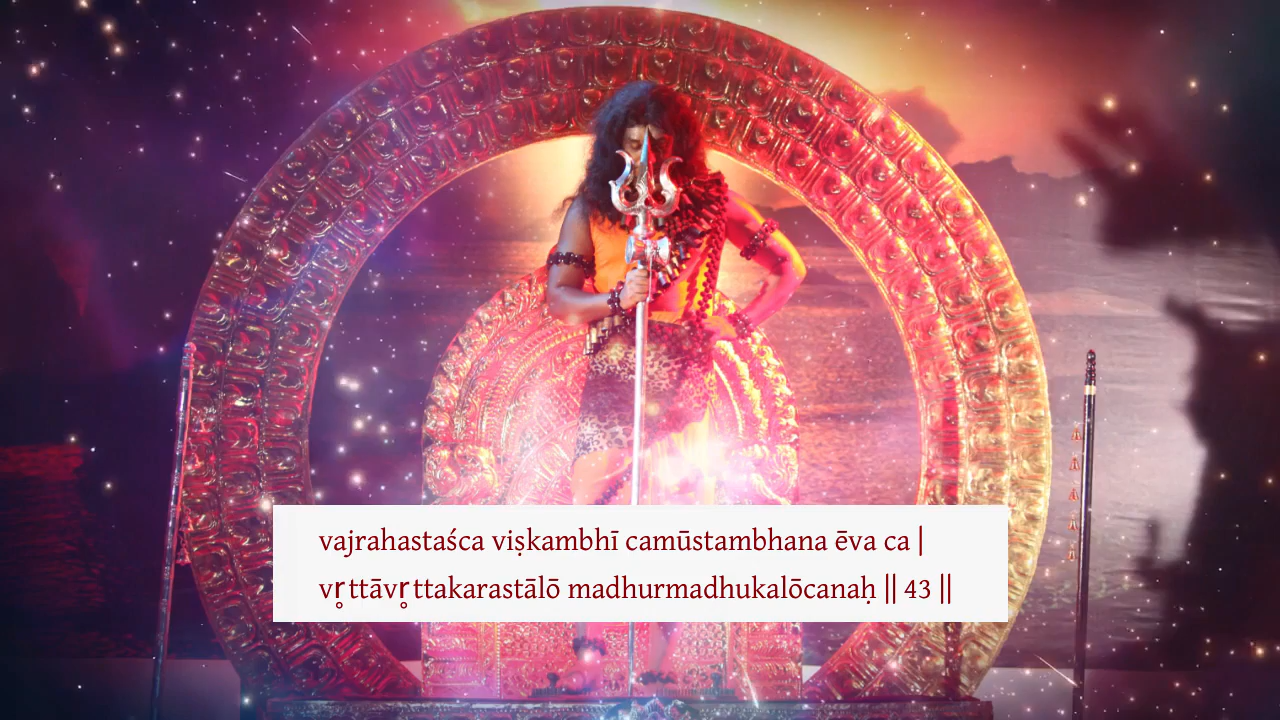 vajrahastaśca viṣkambhī camūstambhana ēva ca |
vr̥ttāvr̥ttakarastālō madhurmadhukalōcanaḥ || 43 ||